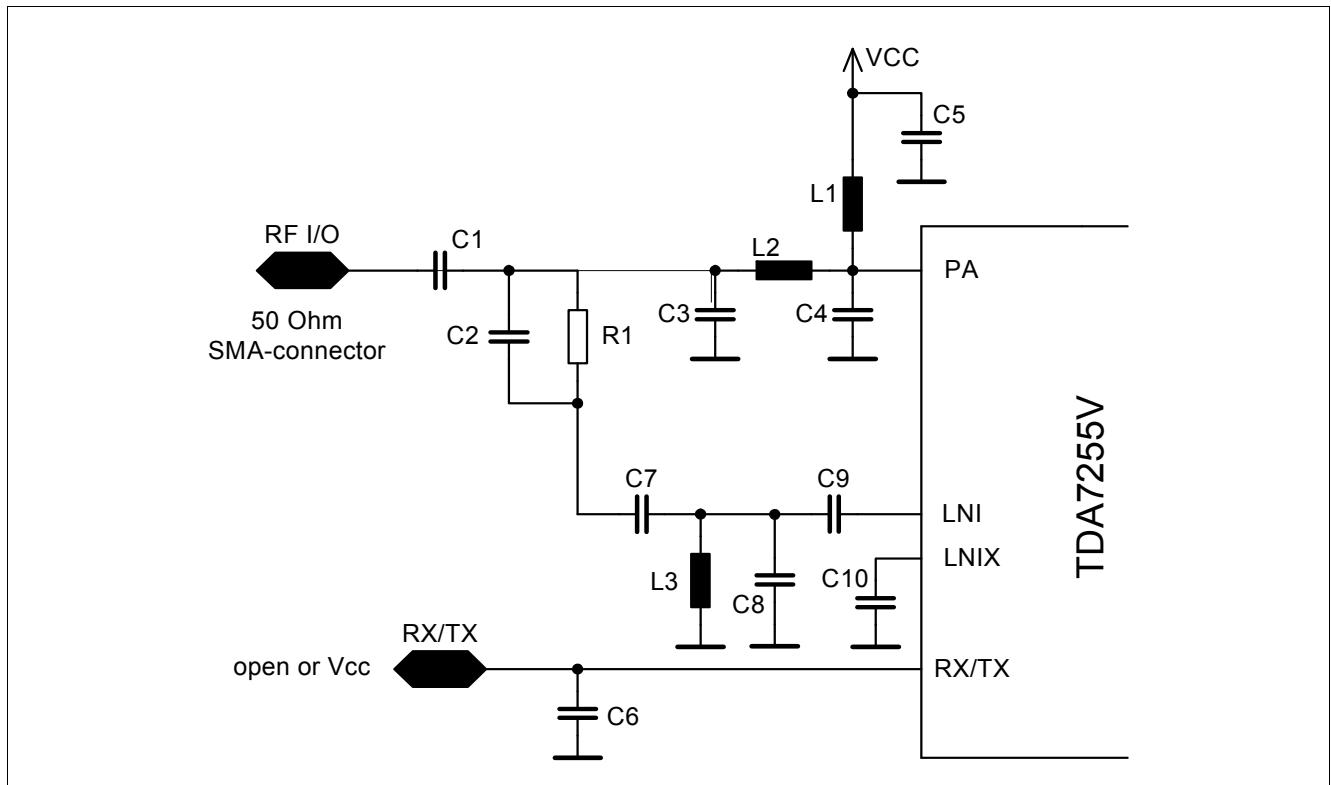 VCC
C5
L1
RF I/O
C1
L2
PA
50 Ohm
SMA-connector
C2
R1
C3
C4
TDA7255V
C7
C9
LNI
LNIX
L3
C8
C10
RX/TX
open or Vcc
RX/TX
C6